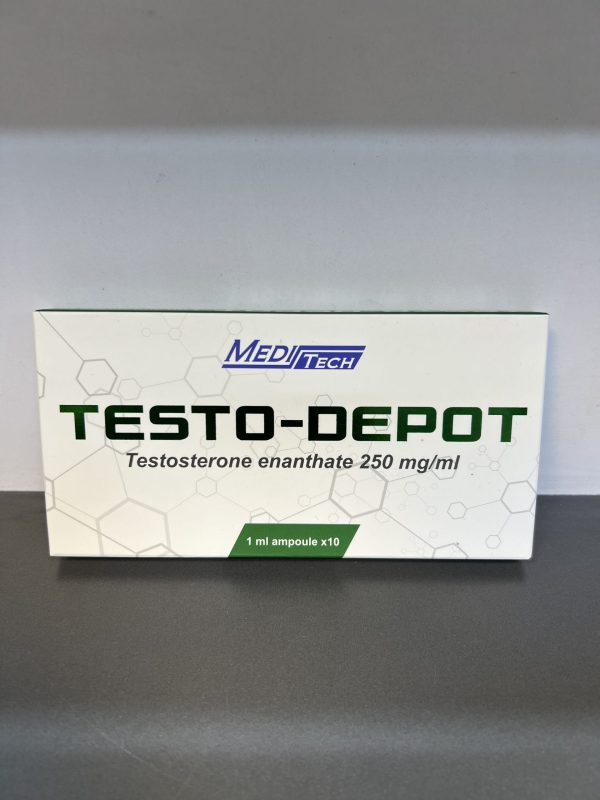 MEDITECH
TESTO-DEPOT
Testosterone enanthate 250 mg/ml
1 ml ampoule x10